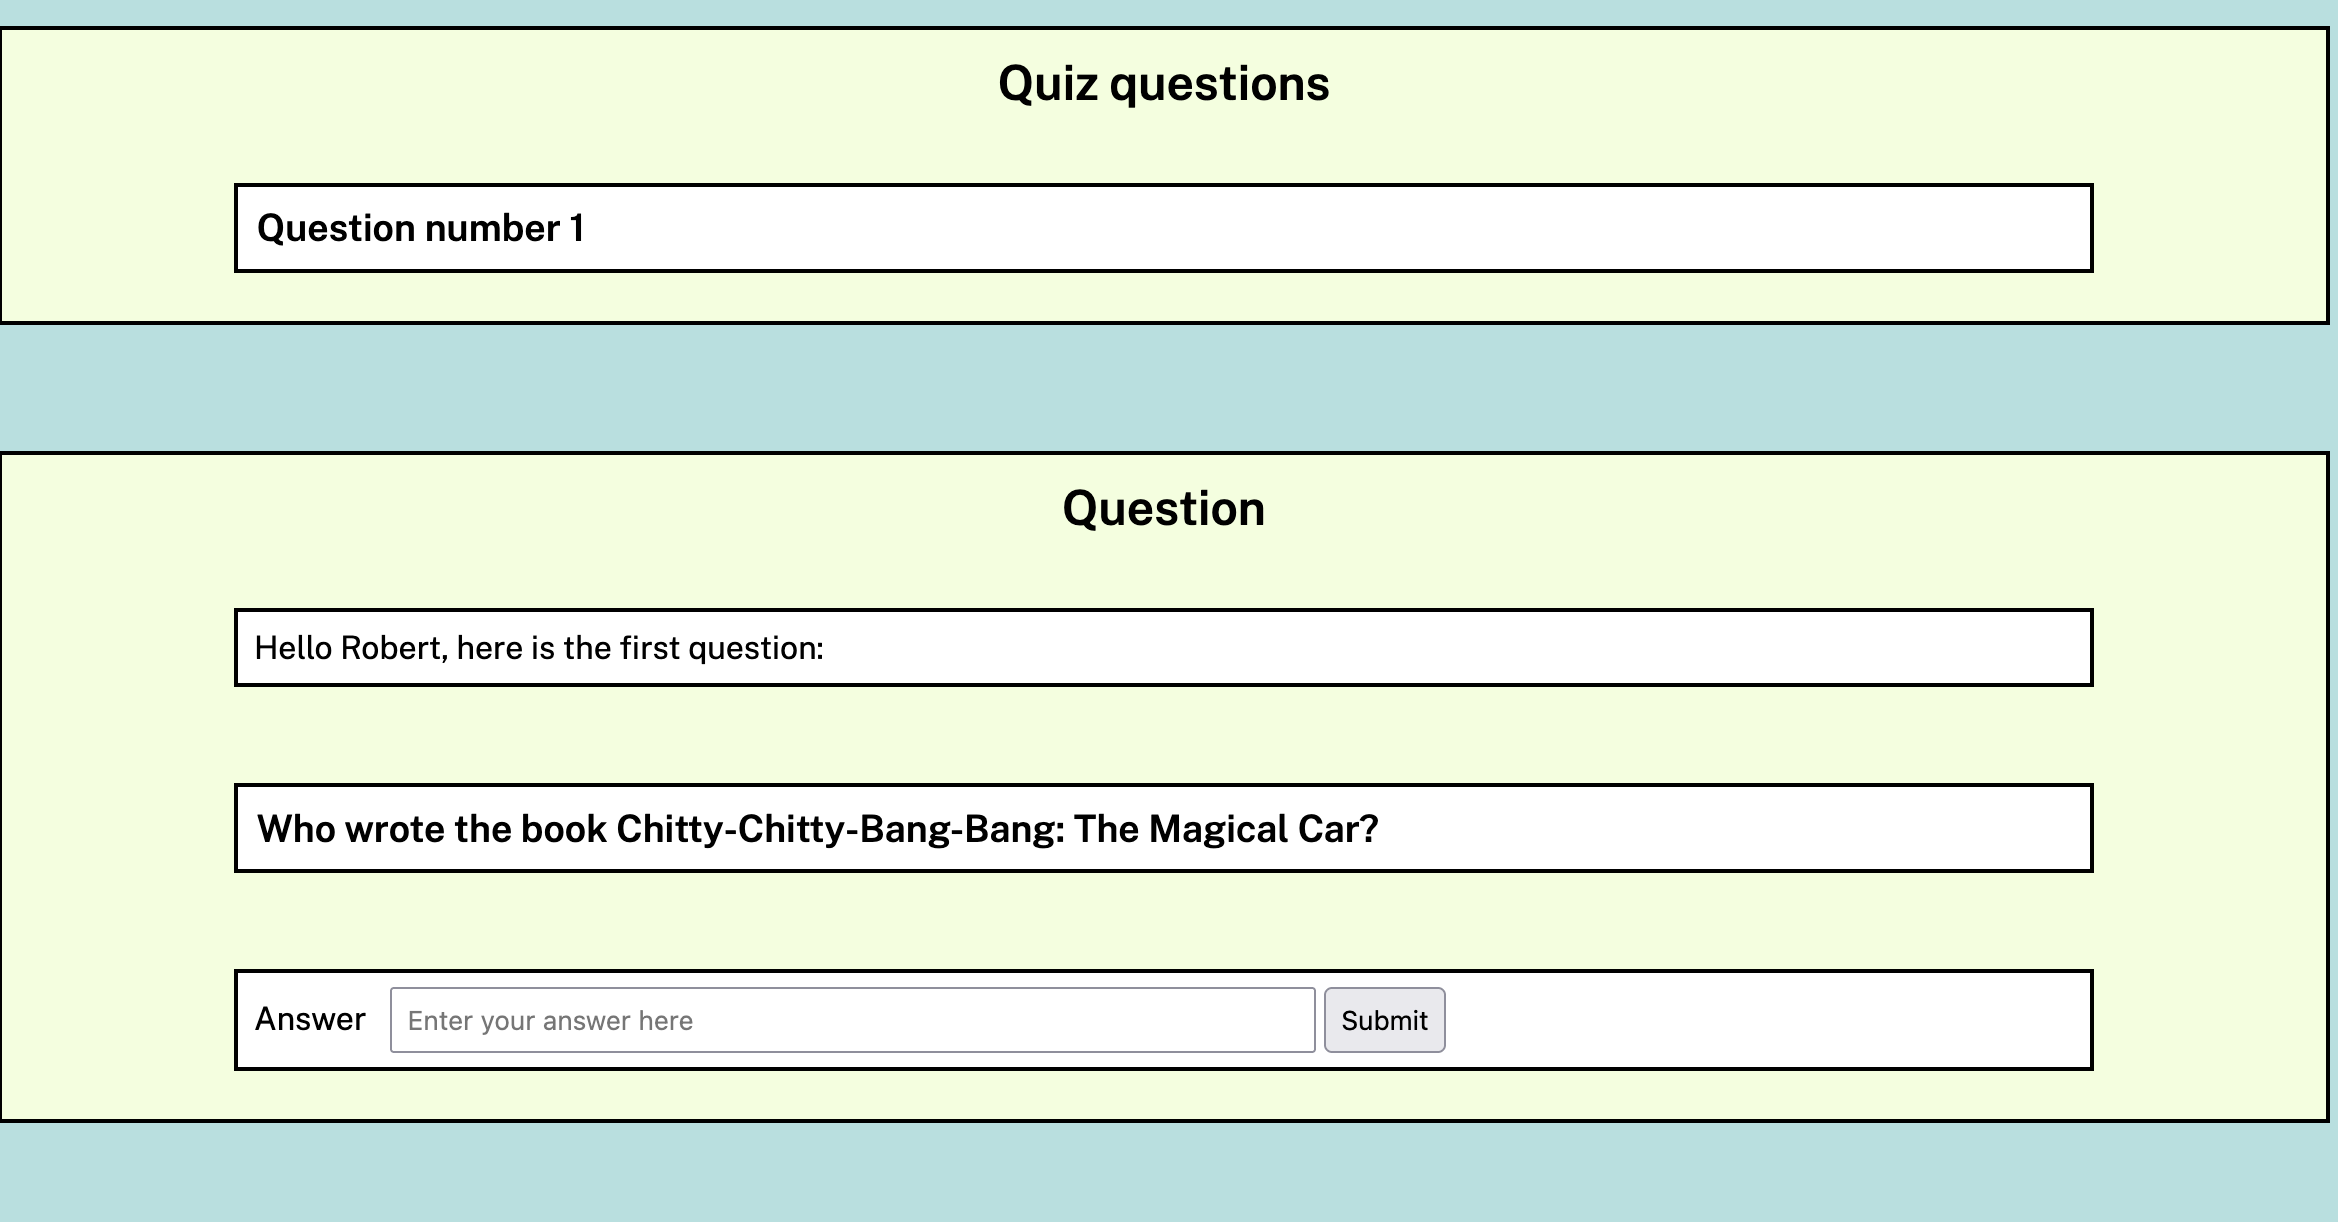 Quiz questions
Question number 1
Question
Hello Robert, here is the first question:
Who wrote the book Chitty-Chitty-Bang-Bang: The Magical Car?
Answer Enter your answer here Submit